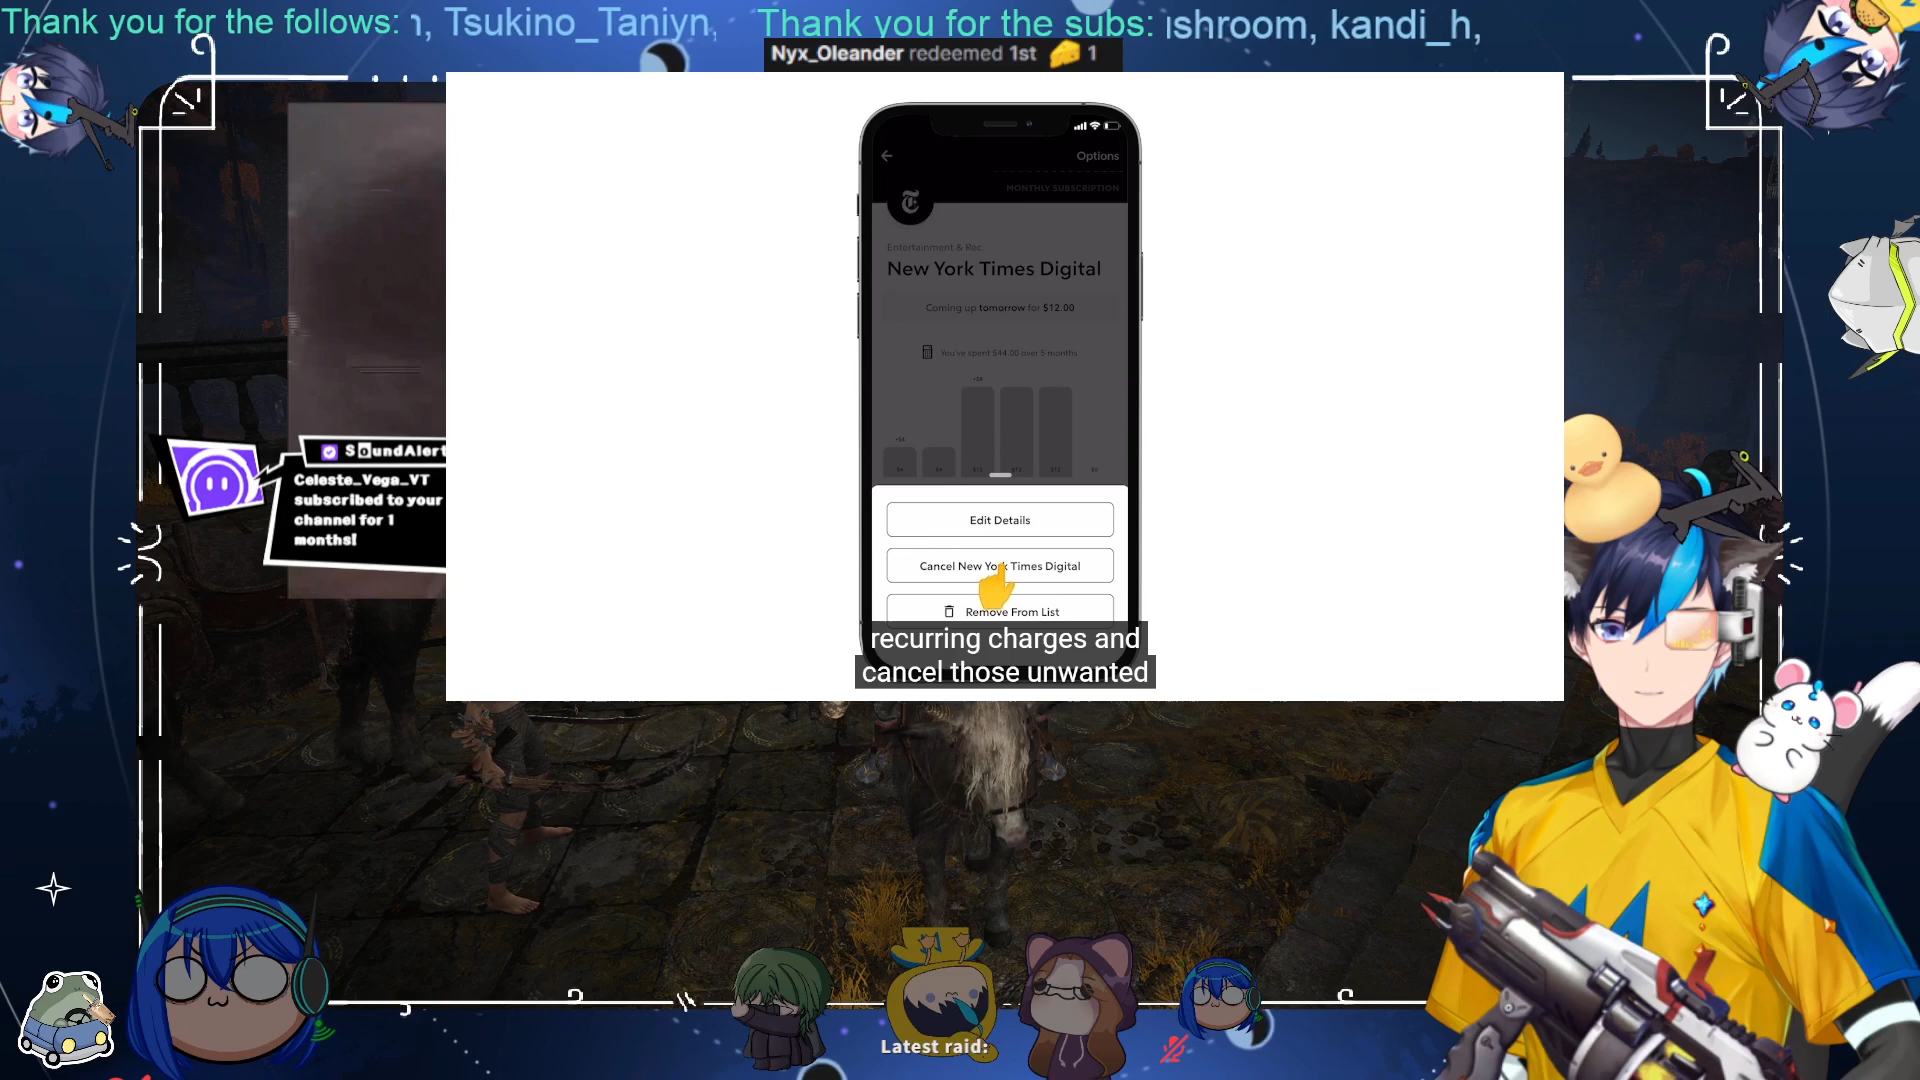 Thank you for the follows: ı, Tsukino_Taniyn,
Thank you for the subs: ıshroom, kandi_h,
Nyx_Oleander redeemed 1st 1
Options
MONTHLY SUBSCRIPTION
Entertainment & Rec.
New York Times Digital
Coming up tomorrow for $12.00
You've spent $44.00 over 5 months
SoundAlert
Celeste_Vega_VT
subscribed to your
channel for 1
months!
Edit Details
Cancel New York Times Digital
Remove From List
recurring charges and
cancel those unwanted
Latest raid: